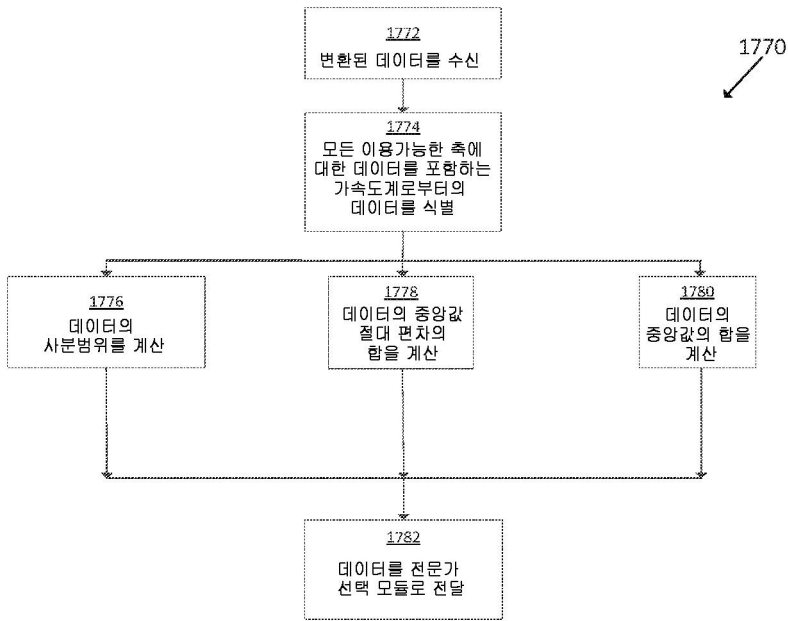 1770
1772
변환된 데이터를 수신
1774
모든 이용가능한 축에
대한 데이터를 포함하는
가속도계로부터의
데이터를 식별
1776
데이터의
사분범위를 계산
1778
데이터의 중앙값
절대 편차의
합을 계산
1780
데이터의
중앙값의 합을
계산
1782
데이터를 전문가
선택 모듈로 전달